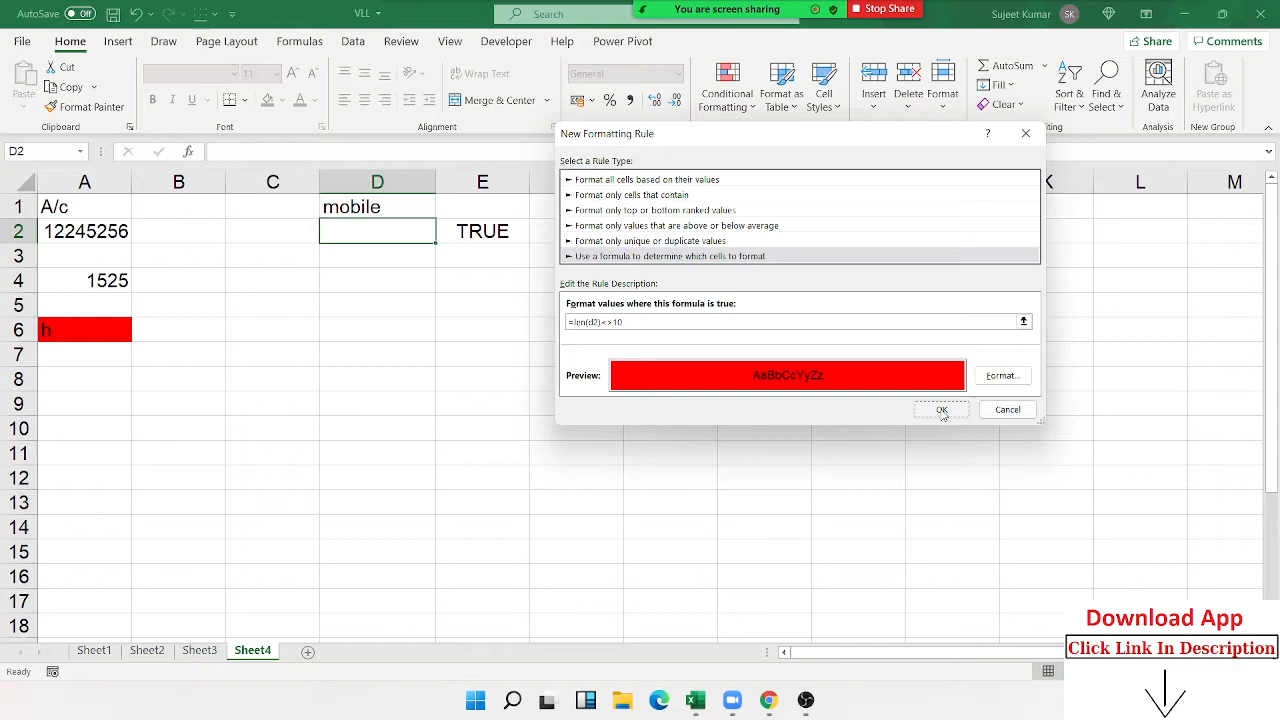 AutoSave Off
VLL
Search
You are screen sharing
Stop Share
Sujeet Kumar
SK
File Home Insert Draw Page Layout Formulas Data Review View Developer Help Power Pivot
Share
Comments
Paste
Cut
Copy
Format Painter
Clipboard
11
B I U
Font
Wrap Text
Merge & Center
Alignment
General
Conditional Formatting
Format as Table
Cell Styles
Insert
Delete
Format
AutoSum
Fill
Clear
Sort & Filter
Find & Select
Analyze Data
Analysis
Paste as Hyperlink
New Group
D2
fx
New Formatting Rule
Select a Rule Type:
► Format all cells based on their values
► Format only cells that contain
► Format only top or bottom ranked values
► Format only values that are above or below average
► Format only unique or duplicate values
► Use a formula to determine which cells to format
Edit the Rule Description:
Format values where this formula is true:
=len(d2)<>10
Preview:
AaBbCcYyZz
Format...
OK
Cancel
A B C D E K L M
1 A/c mobile
2 12245256 TRUE
3
4 1525
5
6 h
7
8
9
10
11
12
13
14
15
16
17
18
Sheet1 Sheet2 Sheet3 Sheet4
Ready
Download App
Click Link In Description